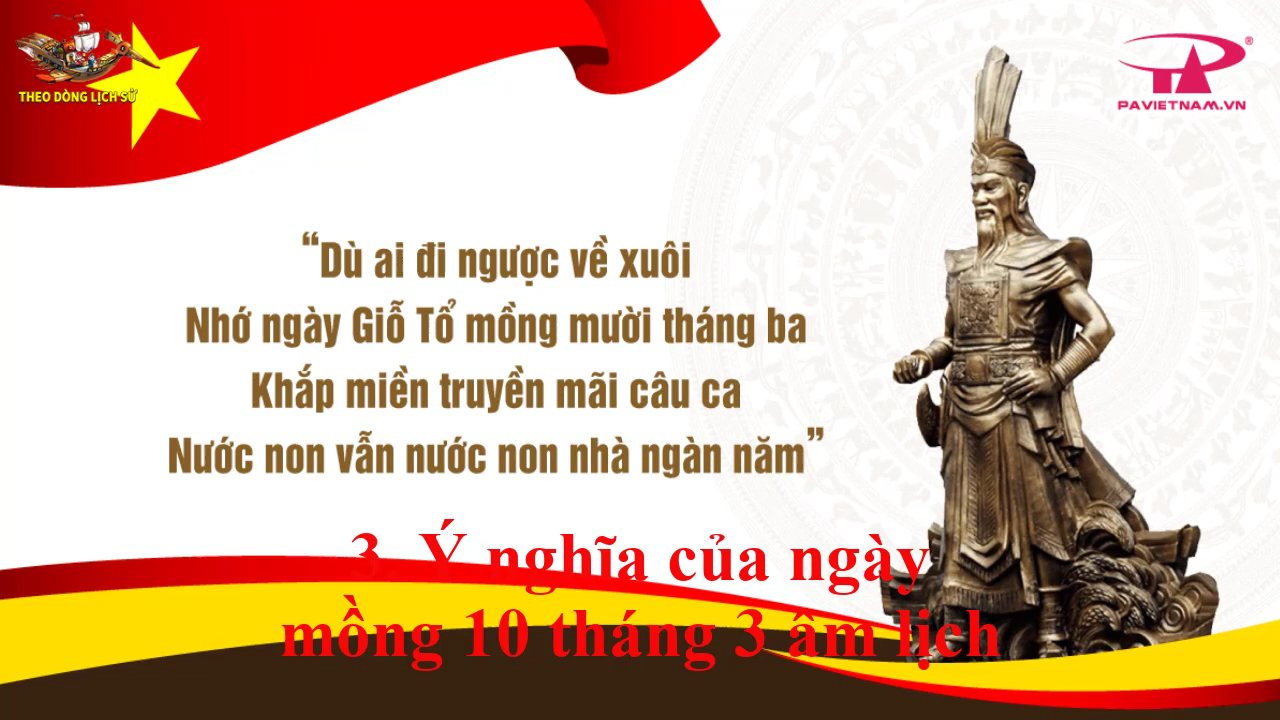 THEO DÒNG LỊCH SỬ
PAVIETNAM.VN
“Dù ai đi ngược về xuôi
Nhớ ngày Giỗ Tổ mồng mười tháng ba
Khắp miền truyền mãi câu ca
Nước non vẫn nước non nhà ngàn năm”
3. Ý nghĩa của ngày
mồng 10 tháng 3 âm lịch